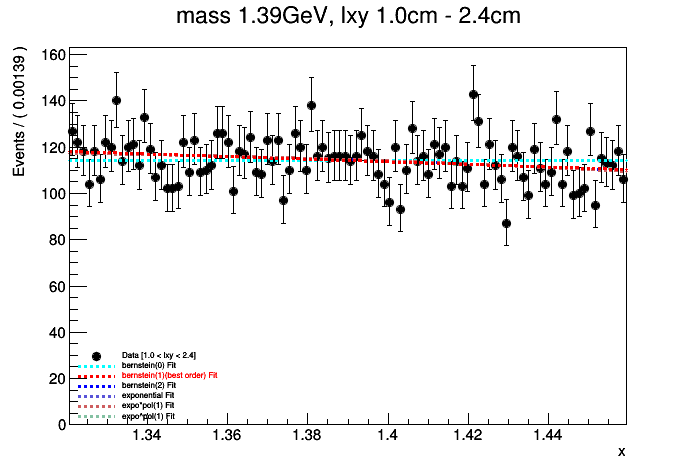 mass 1.39GeV, lxy 1.0cm - 2.4cm
Events / ( 0.00139 )
160
140
120
100
80
60
40
20
0
Data [1.0 < lxy < 2.4]
bernstein(0) Fit
bernstein(1)(best order) Fit
bernstein(2) Fit
exponential Fit
expo*pol(1) Fit
expo^pol(1) Fit
1.34 1.36 1.38 1.4 1.42 1.44
x